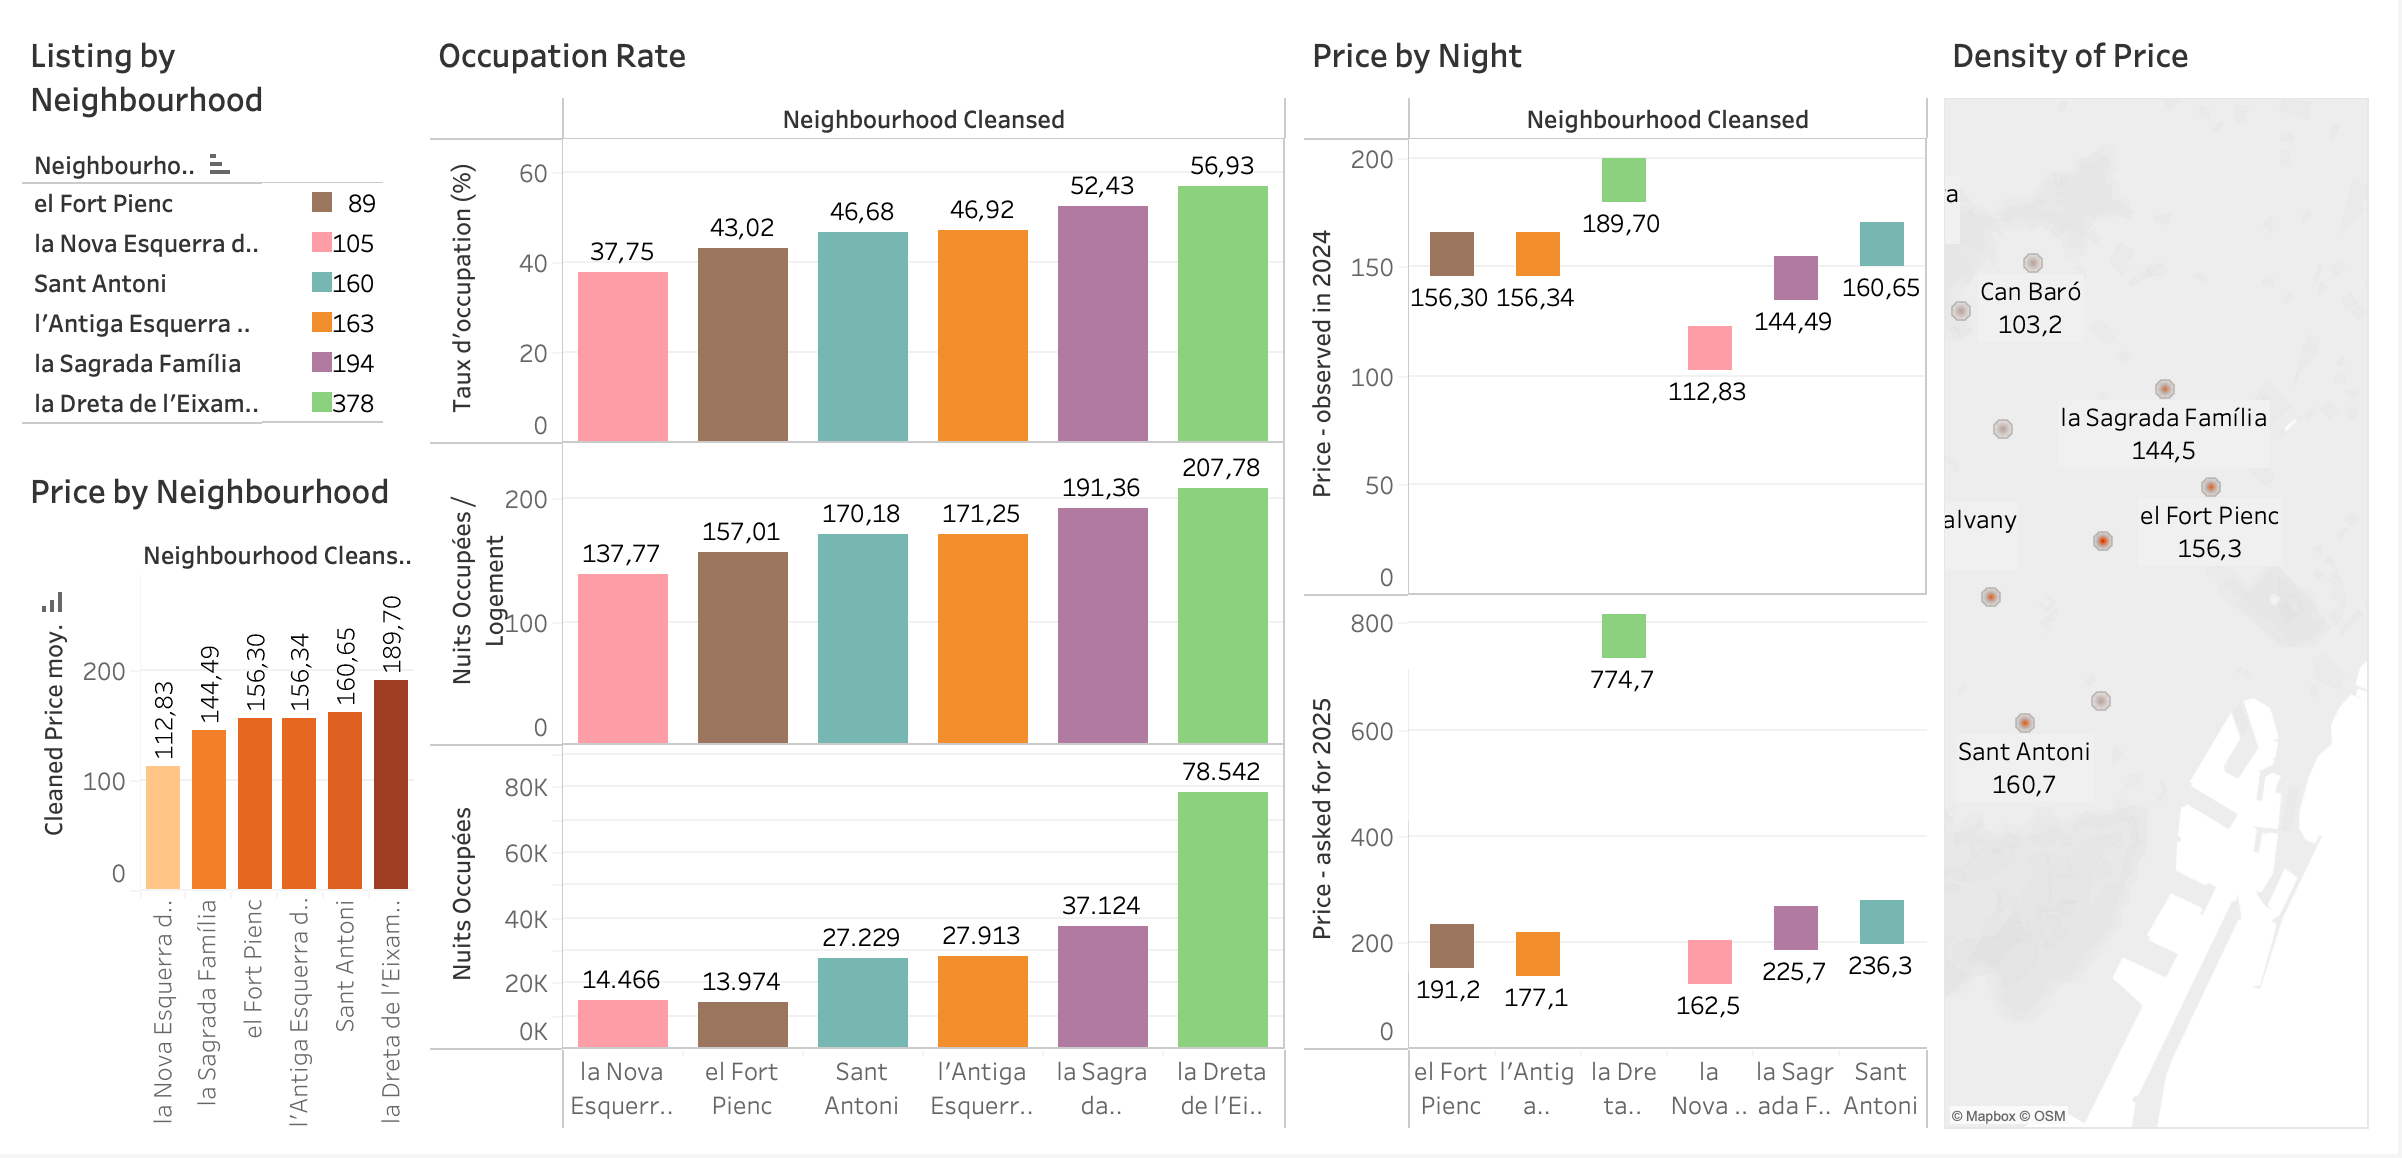 Listing by
Neighbourhood
Neighbourho..
el Fort Pienc 89
la Nova Esquerra d.. 105
Sant Antoni 160
l'Antiga Esquerra .. 163
la Sagrada Família 194
la Dreta de l'Eixam.. 378
Price by Neighbourhood
Neighbourhood Cleans..
Cleaned Price moy.
200
100
0
112,83
144,49
156,30
156,34
160,65
189,70
la Nova Esquerra d..
la Sagrada Família
el Fort Pienc
l'Antiga Esquerra d..
Sant Antoni
la Dreta de l'Eixam..
Occupation Rate
Neighbourhood Cleansed
Taux d'occupation (%)
60
40
20
0
37,75
43,02
46,68
46,92
52,43
56,93
Nuits Occupées /
Logement
200
100
0
137,77
157,01
170,18
171,25
191,36
207,78
Nuits Occupées
80K
60K
40K
20K
0K
14.466
13.974
27.229
27.913
37.124
78.542
la Nova
Esquerr..
el Fort
Pienc
Sant
Antoni
l'Antiga
Esquerr..
la Sagra
da..
la Dreta
de l'Ei..
Price by Night
Neighbourhood Cleansed
Price - observed in 2024
200
150
100
50
0
156,30
156,34
189,70
112,83
144,49
160,65
Price - asked for 2025
800
600
400
200
0
191,2
177,1
774,7
162,5
225,7
236,3
el Fort
Pienc
l'Antig
a..
la Dre
ta..
la
Nova ..
la Sagr
ada F..
Sant
Antoni
Density of Price
a
Can Baró
103,2
la Sagrada Família
144,5
el Fort Pienc
156,3
alvany
Sant Antoni
160,7
© Mapbox © OSM